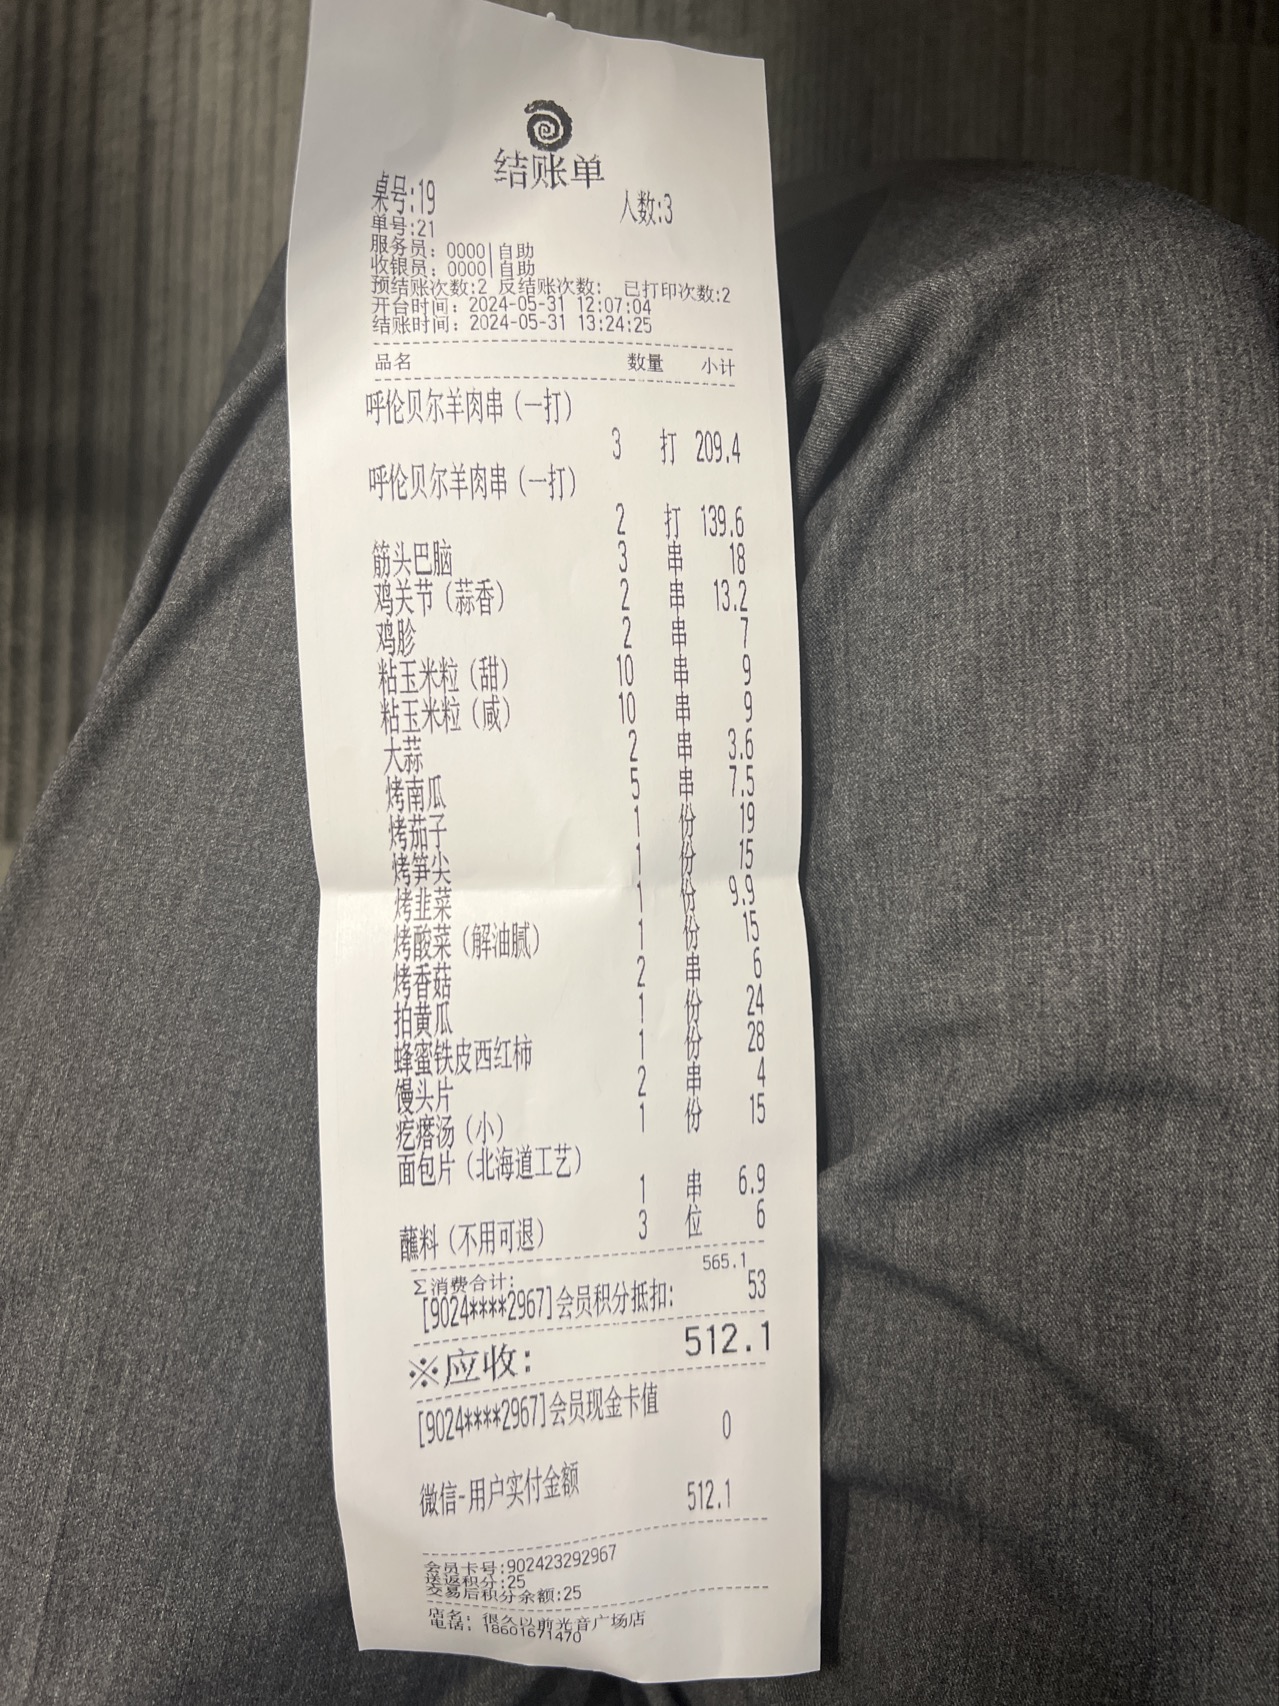 结账单
桌号:19 人数:3
单号:21
服务员: 0000|自助
收银员: 0000|自助
预结账次数:2 反结账次数: 已打印次数:2
开台时间: 2024-05-31 12:07:04
结账时间: 2024-05-31 13:24:25
品名 数量 小计
呼伦贝尔羊肉串(一打)
3 打 209.4
呼伦贝尔羊肉串(一打)
2 打 139.6
筋头巴脑 3 串 18
鸡关节(蒜香) 2 串 13.2
鸡胗 2 串 7
粘玉米粒(甜) 10 串 9
粘玉米粒(咸) 10 串 9
大蒜 2 串 3.6
烤南瓜 5 串 7.5
烤茄子 1 份 19
烤笋尖 1 份 15
烤韭菜 1 份 9.9
烤酸菜(解油腻) 1 份 15
烤香菇 2 串 6
拍黄瓜 1 份 24
蜂蜜铁皮西红柿 1 份 28
馒头片 2 串 4
疙瘩汤(小) 1 份 15
面包片(北海道工艺)
1 串 6.9
蘸料(不用可退) 3 位 6
Σ消费合计: 565.1
[9024****2967]会员积分抵扣: 53
※应收: 512.1
[9024****2967]会员现金卡值
0
微信-用户实付金额
512.1
会员卡号:902423292967
送返积分:25
交易后积分余额:25
店名: 很久以前光音广场店
电话: 18601671470